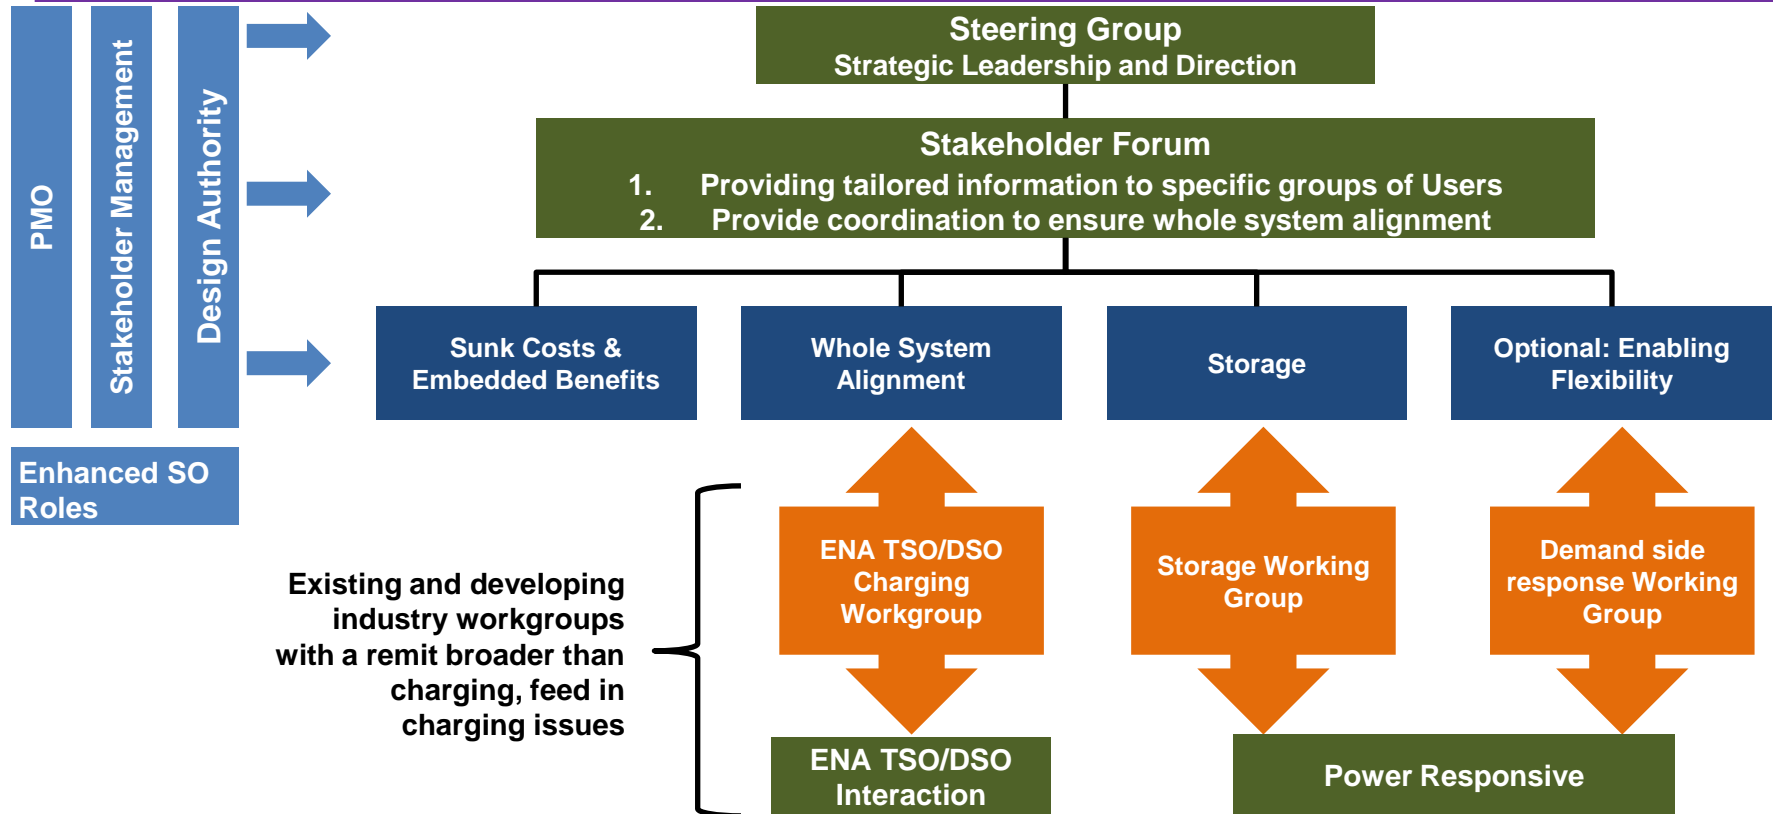 PMO
Stakeholder Management
Design Authority
Enhanced SO
Roles
Steering Group
Strategic Leadership and Direction
Stakeholder Forum
1. Providing tailored information to specific groups of Users
2. Provide coordination to ensure whole system alignment
Sunk Costs &
Embedded Benefits
Whole System
Alignment
Storage
Optional: Enabling
Flexibility
Existing and developing
industry workgroups
with a remit broader than
charging, feed in
charging issues
ENA TSO/DSO
Charging
Workgroup
Storage Working
Group
Demand side
response Working
Group
ENA TSO/DSO
Interaction
Power Responsive